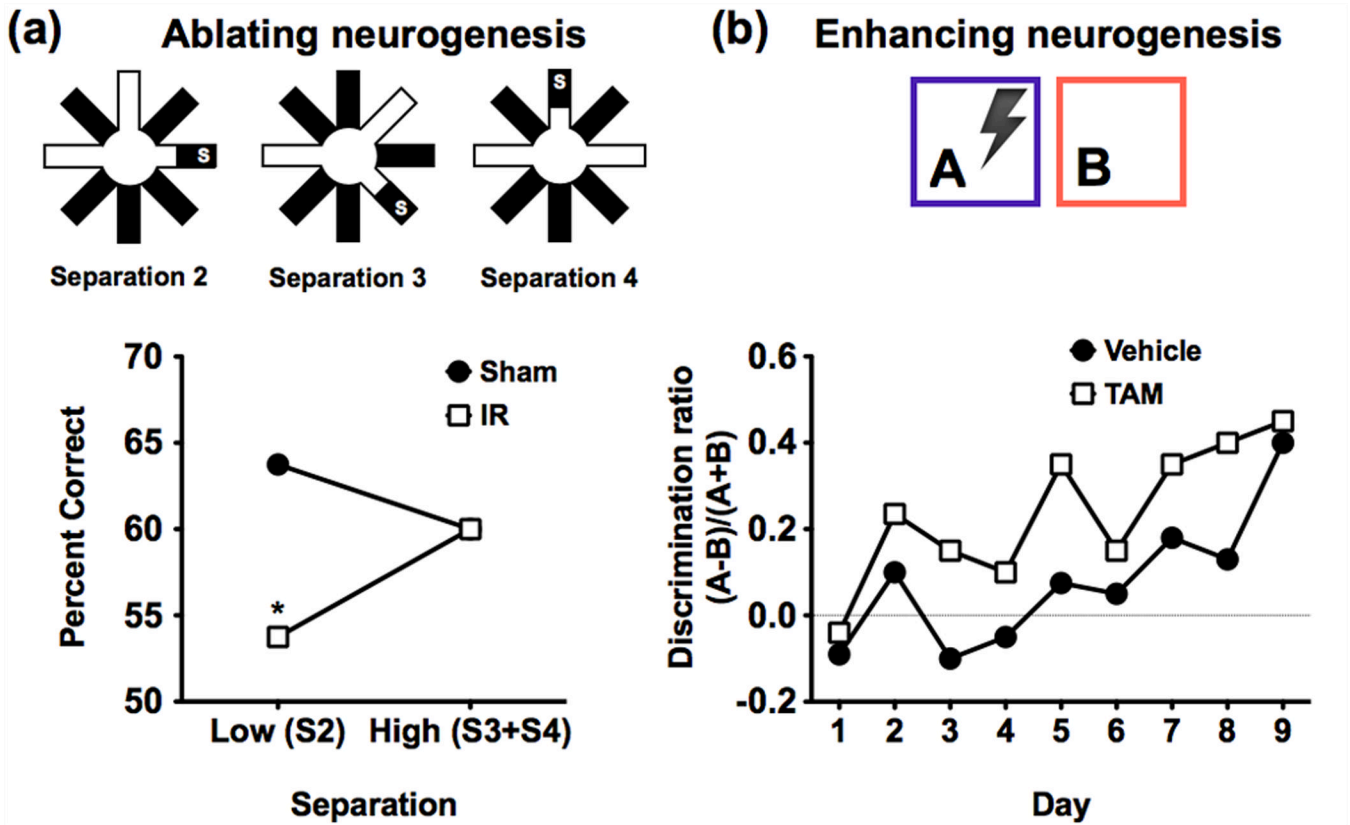 (a) Ablating neurogenesis
S
S
S
Separation 2
Separation 3
Separation 4
Sham
IR
Percent Correct
70
65
60
55
50
*
Low (S2)
High (S3+S4)
Separation
(b) Enhancing neurogenesis
A
B
Vehicle
TAM
Discrimination ratio
(A-B)/(A+B)
0.6
0.4
0.2
0.0
-0.2
1 2 3 4 5 6 7 8 9
Day